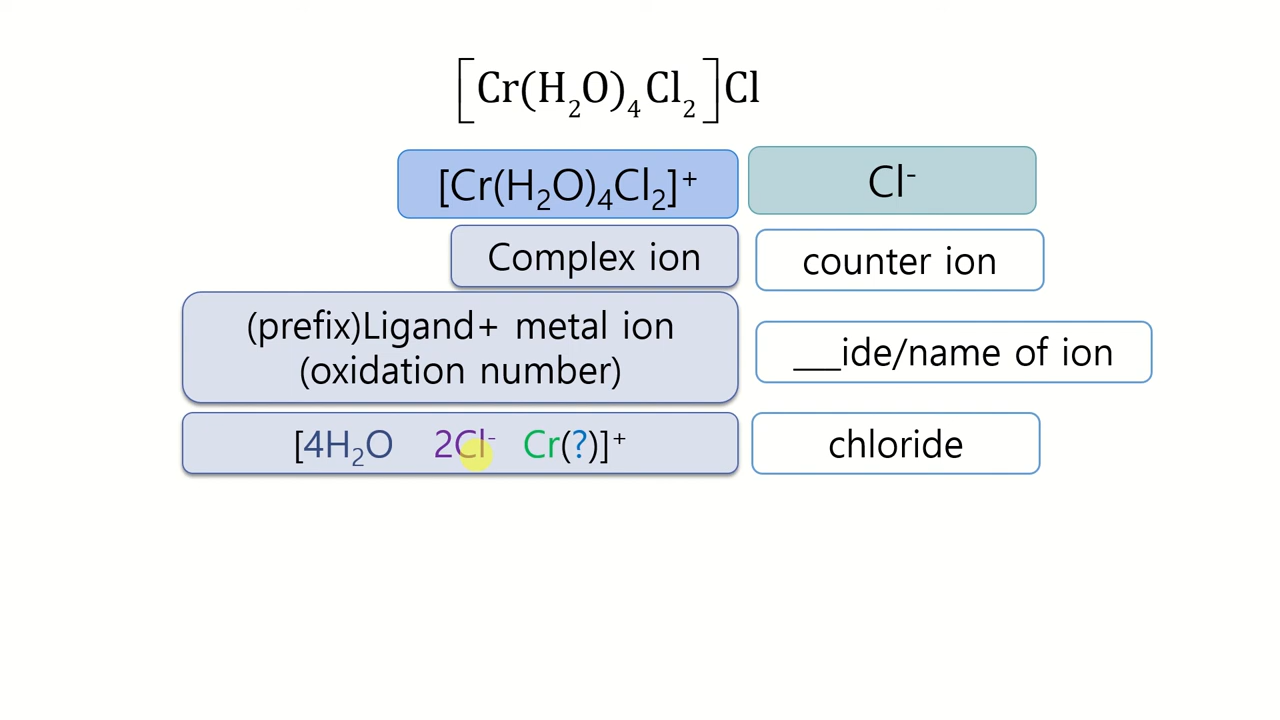 [Cr(H₂O)₄Cl₂]Cl
[Cr(H₂O)₄Cl₂]⁺ Cl⁻
Complex ion counter ion
(prefix)Ligand+ metal ion
(oxidation number)
___ide/name of ion
[4H₂O 2Cl⁻ Cr(?)]⁺ chloride